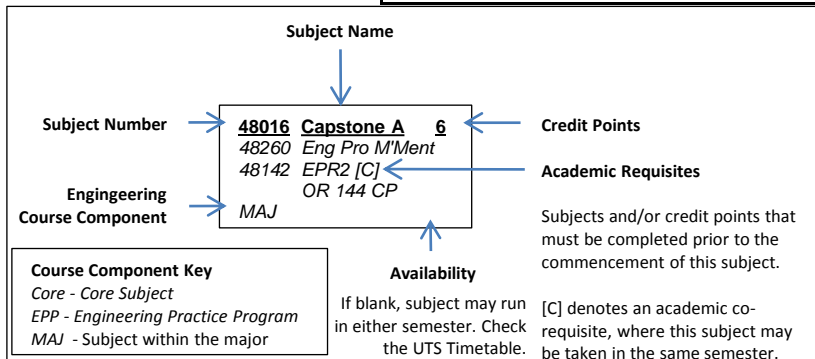 Subject Name
Subject Number
48016 Capstone A 6
48260 Eng Pro M'Ment
48142 EPR2 [C]
OR 144 CP
MAJ
Credit Points
Academic Requisites
Subjects and/or credit points that
must be completed prior to the
commencement of this subject.
[C] denotes an academic co-
requisite, where this subject may
be taken in the same semester.
Engingeering
Course Component
Course Component Key
Core - Core Subject
EPP - Engineering Practice Program
MAJ - Subject within the major
Availability
If blank, subject may run
in either semester. Check
the UTS Timetable.